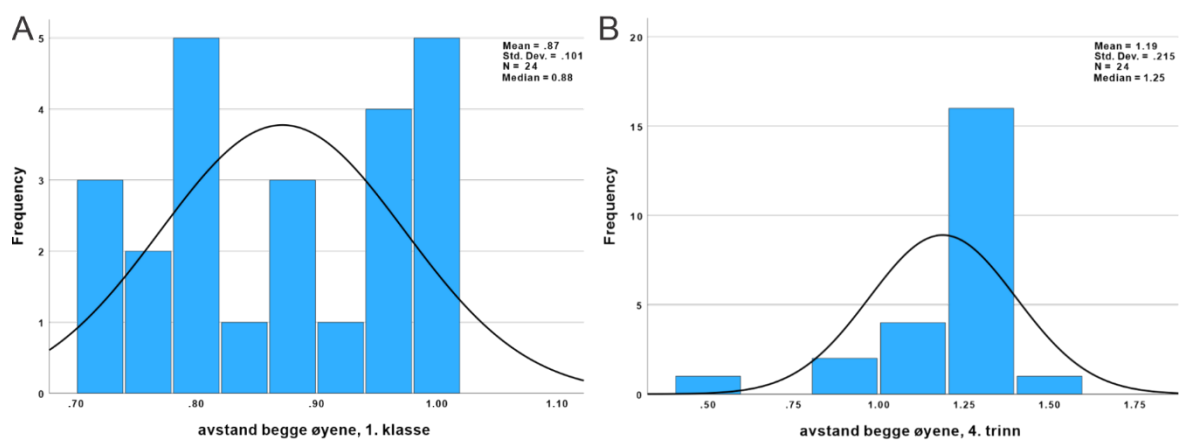 A
Mean = .87
Std. Dev. = .101
N = 24
Median = 0.88
Frequency
5
4
3
2
1
0
.70 .80 .90 1.00 1.10
avstand begge øyene, 1. klasse
B
Mean = 1.19
Std. Dev. = .215
N = 24
Median = 1.25
Frequency
20
15
10
5
0
.50 .75 1.00 1.25 1.50 1.75
avstand begge øyene, 4. trinn